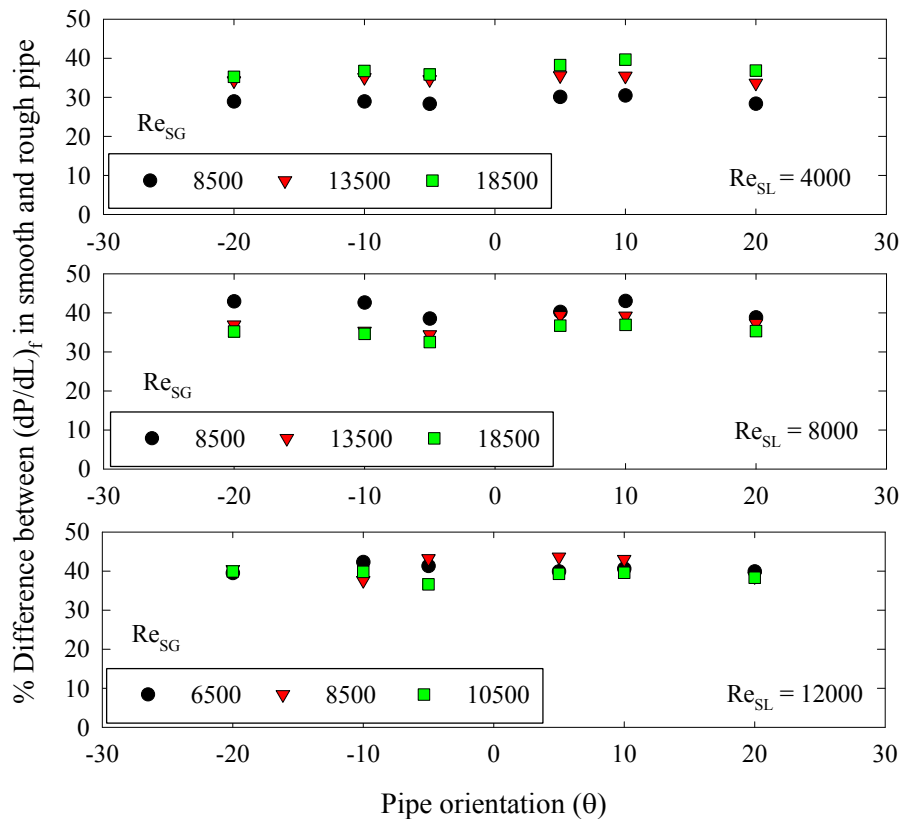 % Difference between (dP/dL)f in smooth and rough pipe
50
40
30
20
10
0
ReSG
8500 13500 18500
ReSL = 4000
-30 -20 -10 0 10 20 30
50
40
30
20
10
0
ReSG
8500 13500 18500
ReSL = 8000
-30 -20 -10 0 10 20 30
50
40
30
20
10
0
ReSG
6500 8500 10500
ReSL = 12000
-30 -20 -10 0 10 20 30
Pipe orientation (θ)